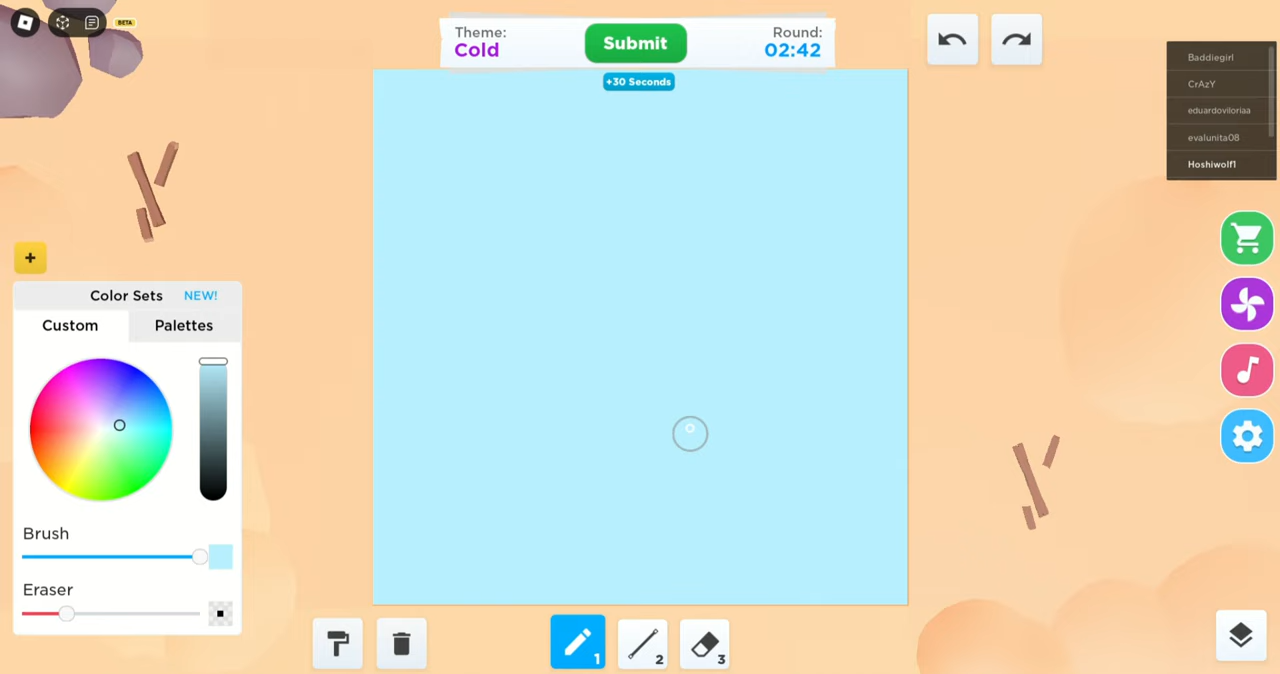 BETA
Theme:
Cold
Submit
Round:
02:42
+30 Seconds
Baddiegirl
CrAzY
eduardoviloriaa
evalunita08
Hoshiwolf1
+
Color Sets NEW!
Custom Palettes
Brush
Eraser
1
2
3